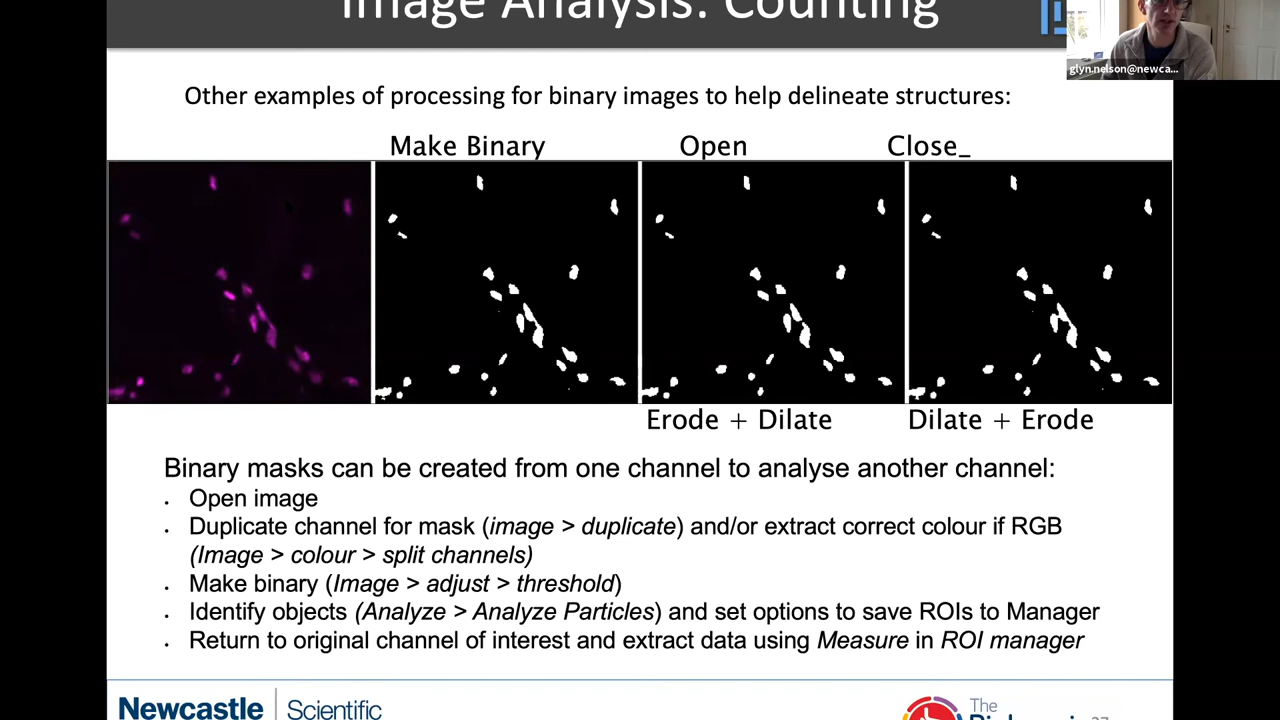 Image Analysis: Counting
glyn.nelson@newca...
Other examples of processing for binary images to help delineate structures:
Make Binary Open Close_
Erode + Dilate Dilate + Erode
Binary masks can be created from one channel to analyse another channel:
. Open image
. Duplicate channel for mask (image > duplicate) and/or extract correct colour if RGB
(Image > colour > split channels)
. Make binary (Image > adjust > threshold)
. Identify objects (Analyze > Analyze Particles) and set options to save ROIs to Manager
. Return to original channel of interest and extract data using Measure in ROI manager
Newcastle Scientific
The